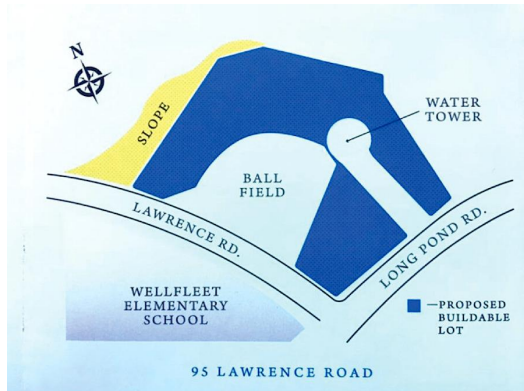 N
SLOPE
WATER
TOWER
BALL
FIELD
LAWRENCE RD.
LONG POND RD.
WELLFLEET
ELEMENTARY
SCHOOL
—PROPOSED
BUILDABLE
LOT
95 LAWRENCE ROAD